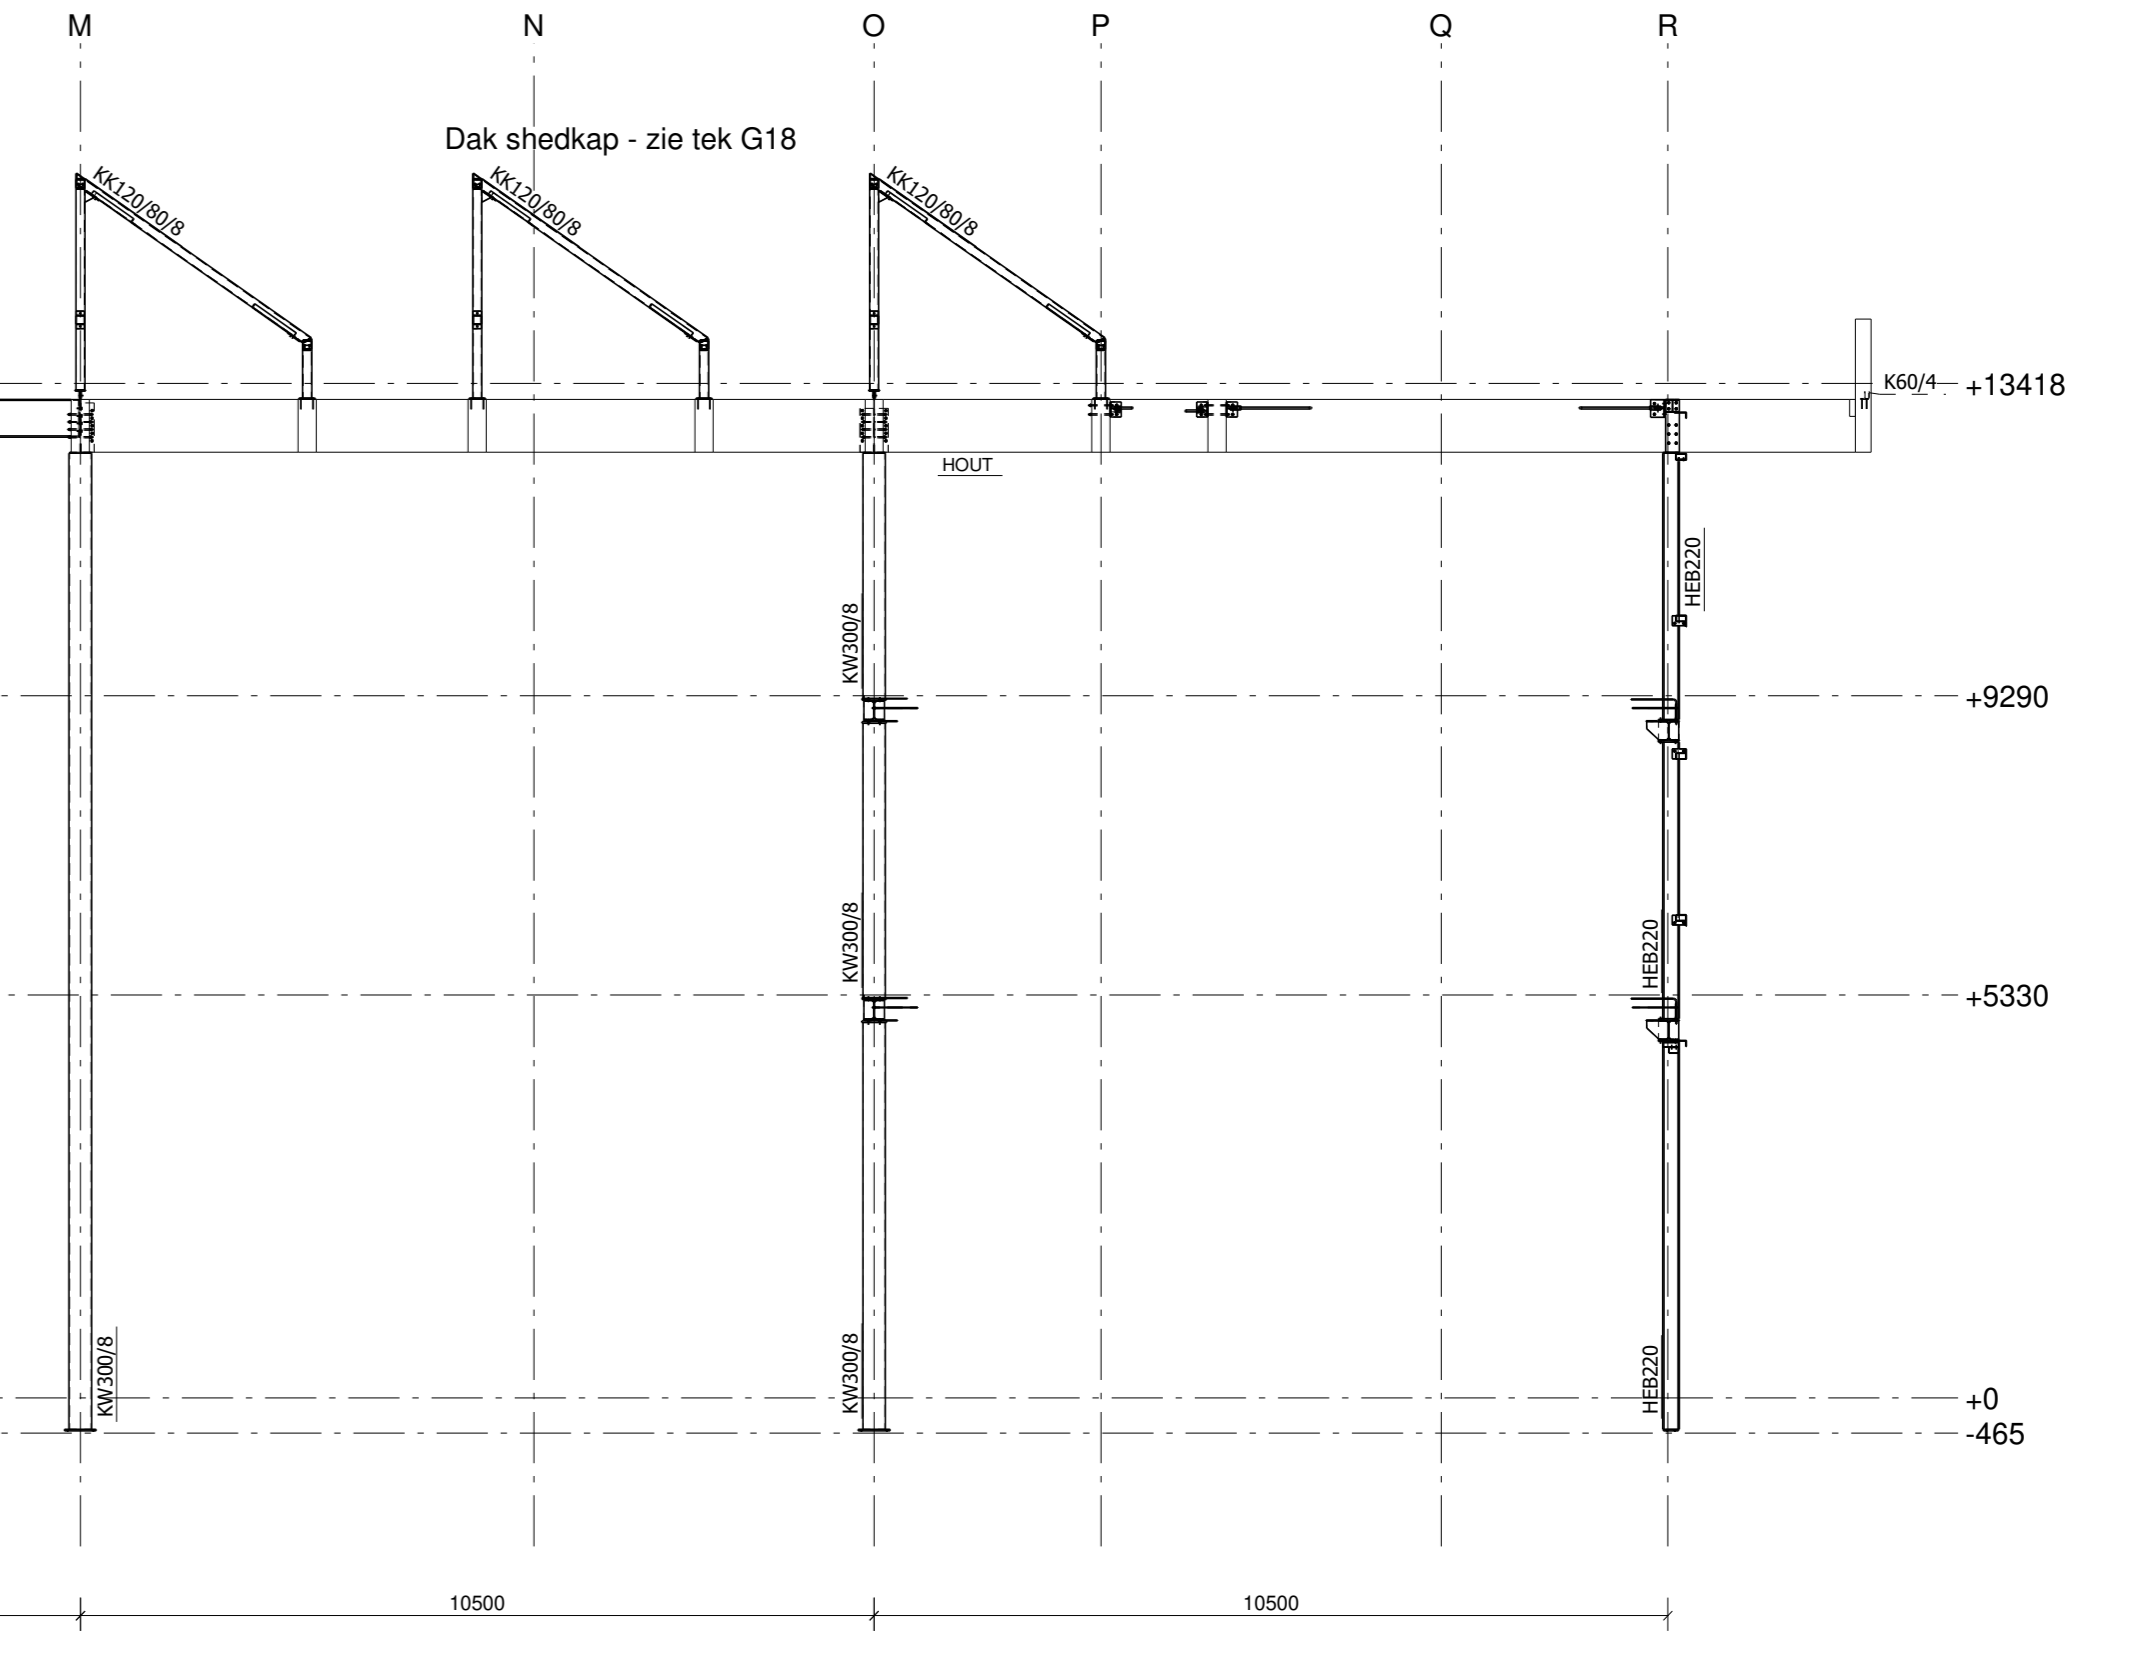 M
N
O
P
Q
R
Dak shedkap - zie tek G18
KK120/80/8
KK120/80/8
KK120/80/8
K60/4
+13418
HOUT
HEB220
KW300/8
+9290
KW300/8
HEB220
+5330
KW300/8
KW300/8
HEB220
+0
-465
10500
10500